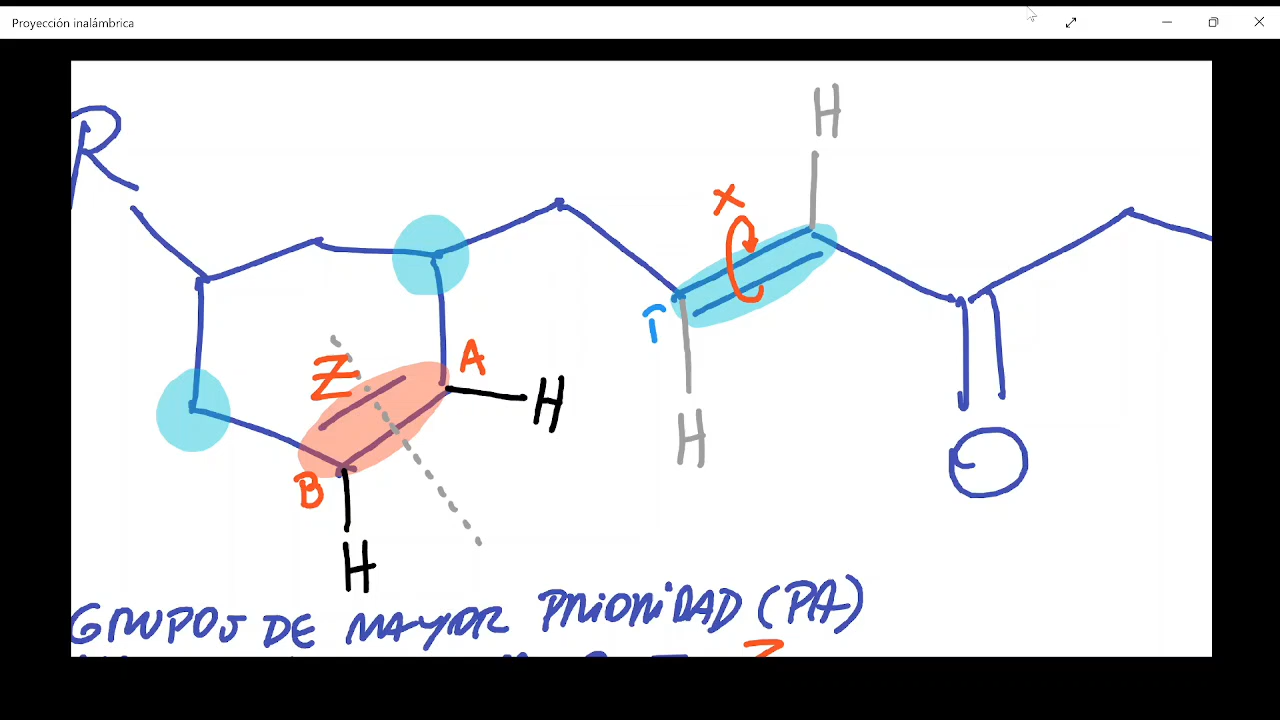 Proyección inalámbrica
R
H
X
Z
A
H
H
B
H
O
GRUPOS DE MAYOR PRIORIDAD (PA)